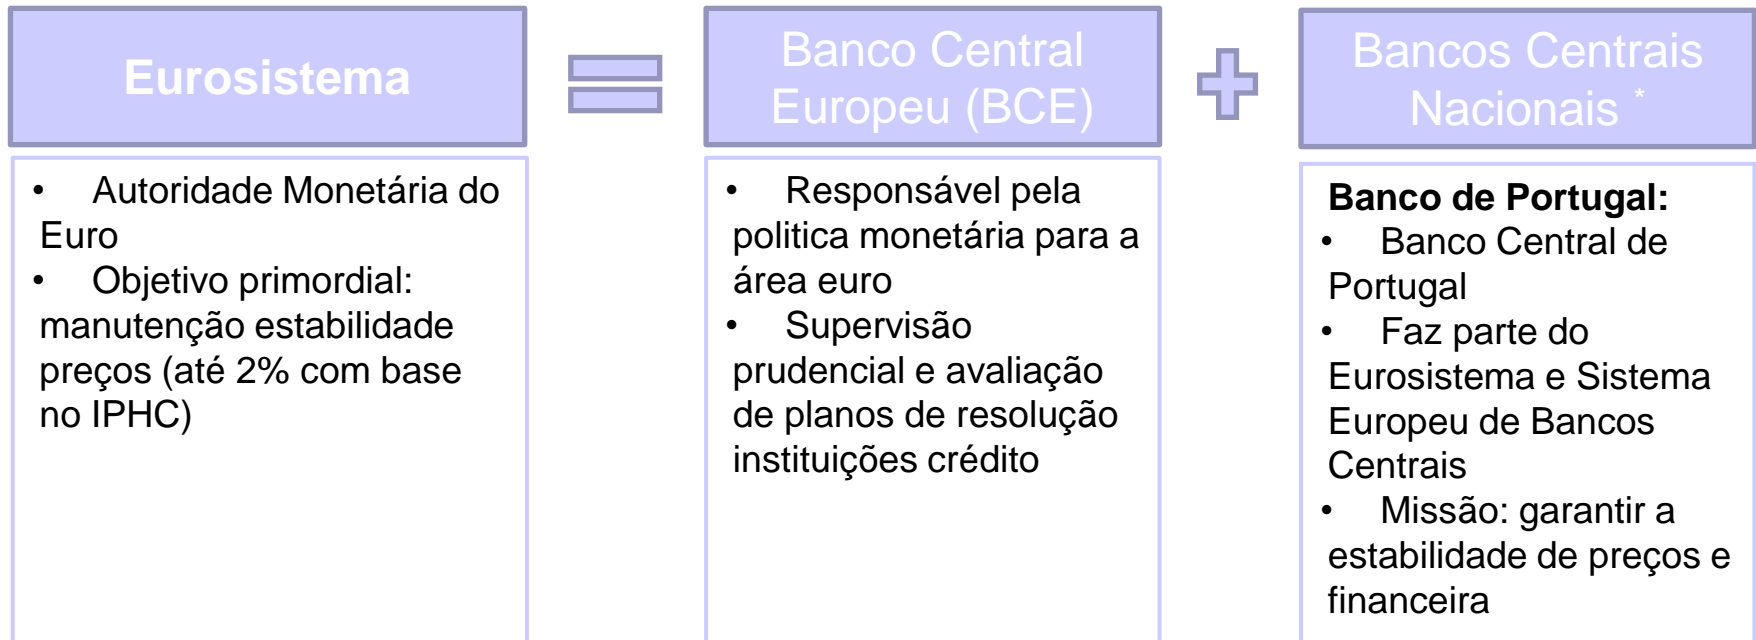 Eurosistema
Banco Central
Europeu (BCE)
Bancos Centrais
Nacionais *
• Autoridade Monetária do
Euro
• Objetivo primordial:
manutenção estabilidade
preços (até 2% com base
no IPHC)
• Responsável pela
politica monetária para a
área euro
• Supervisão
prudencial e avaliação
de planos de resolução
instituições crédito
Banco de Portugal:
• Banco Central de
Portugal
• Faz parte do
Eurosistema e Sistema
Europeu de Bancos
Centrais
• Missão: garantir a
estabilidade de preços e
financeira